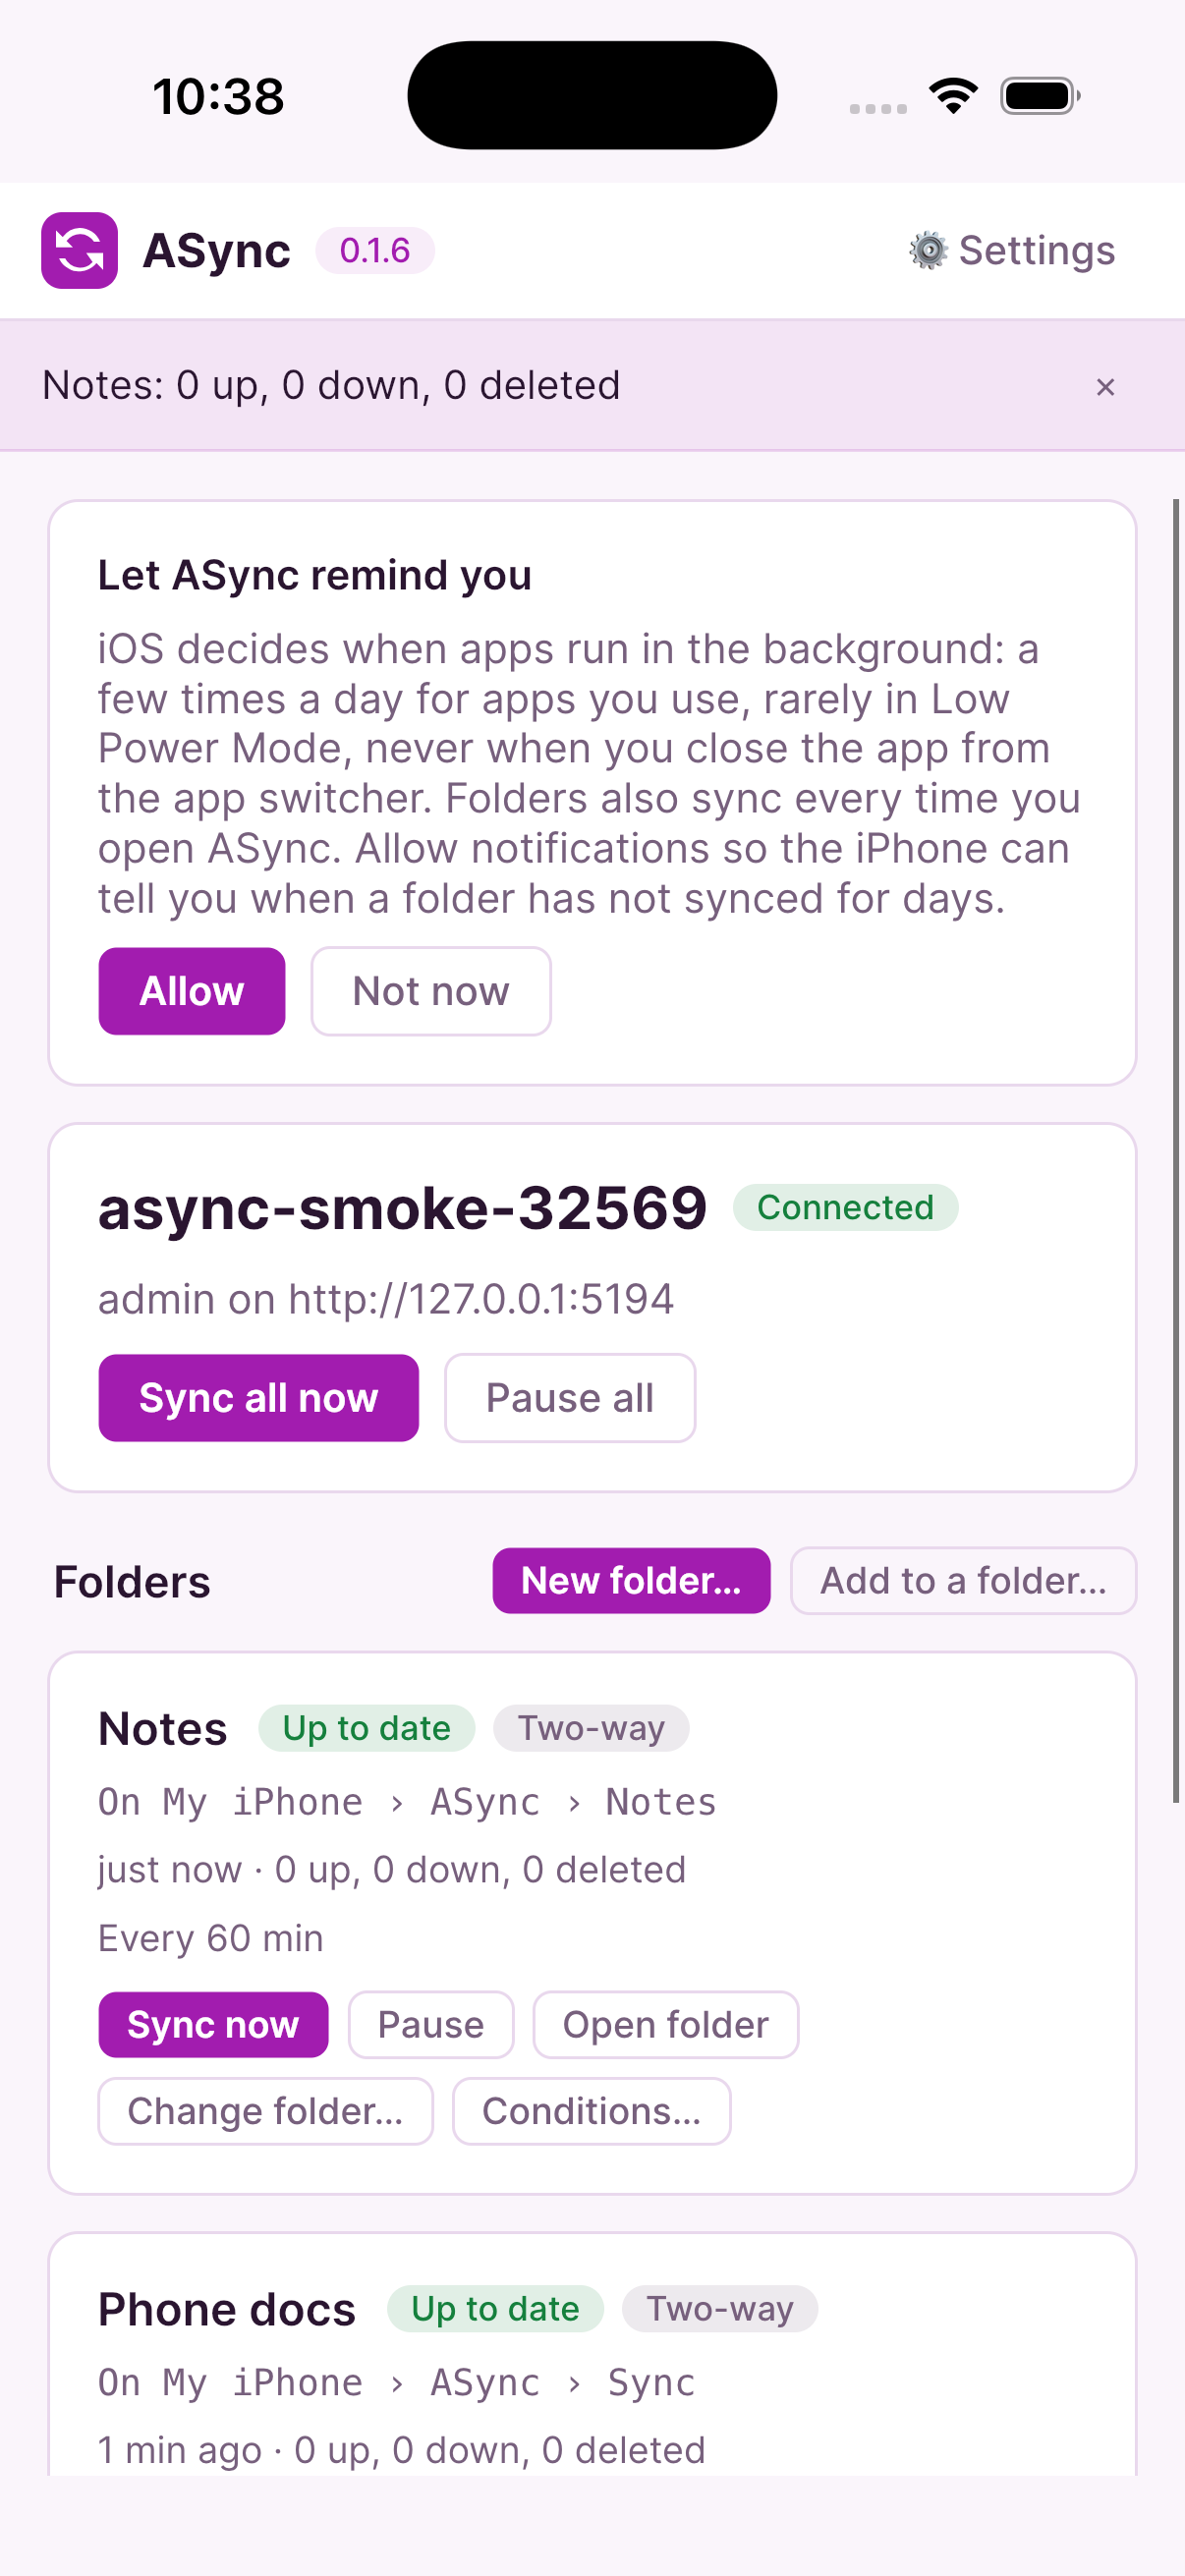 10:38
ASync 0.1.6 Settings
Notes: 0 up, 0 down, 0 deleted ×
Let ASync remind you
iOS decides when apps run in the background: a
few times a day for apps you use, rarely in Low
Power Mode, never when you close the app from
the app switcher. Folders also sync every time you
open ASync. Allow notifications so the iPhone can
tell you when a folder has not synced for days.
Allow Not now
async-smoke-32569 Connected
admin on http://127.0.0.1:5194
Sync all now Pause all
Folders New folder... Add to a folder...
Notes Up to date Two-way
On My iPhone › ASync › Notes
just now · 0 up, 0 down, 0 deleted
Every 60 min
Sync now Pause Open folder
Change folder... Conditions...
Phone docs Up to date Two-way
On My iPhone › ASync › Sync
1 min ago · 0 up, 0 down, 0 deleted